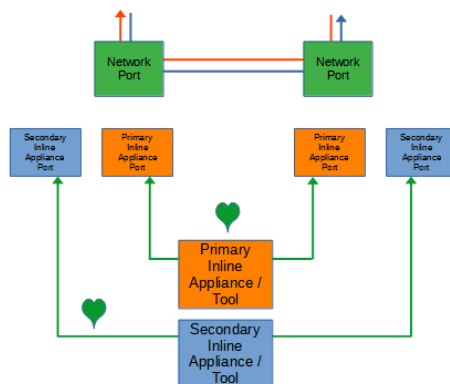 Network
Port
Network
Port
Secondary
Inline
Appliance
Port
Primary
Inline
Appliance
Port
Primary
Inline
Appliance
Port
Secondary
Inline
Appliance
Port
Primary
Inline
Appliance /
Tool
Secondary
Inline
Appliance /
Tool